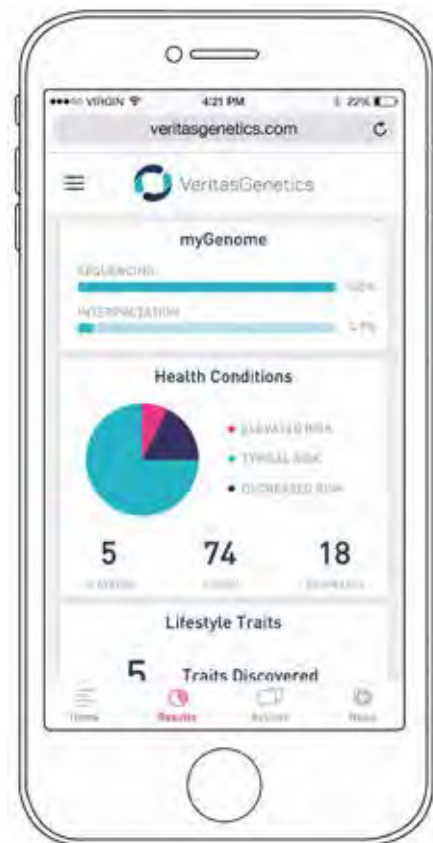 VIRGIN 4:21 PM 22%
veritasgenetics.com
VeritasGenetics
myGenome
SEQUENCING
INTERPRETATION
Health Conditions
ELEVATED RISK
TYPICAL RISK
DECREASED RISK
5 74 18
Lifestyle Traits
5 Traits Discovered
Home Results News